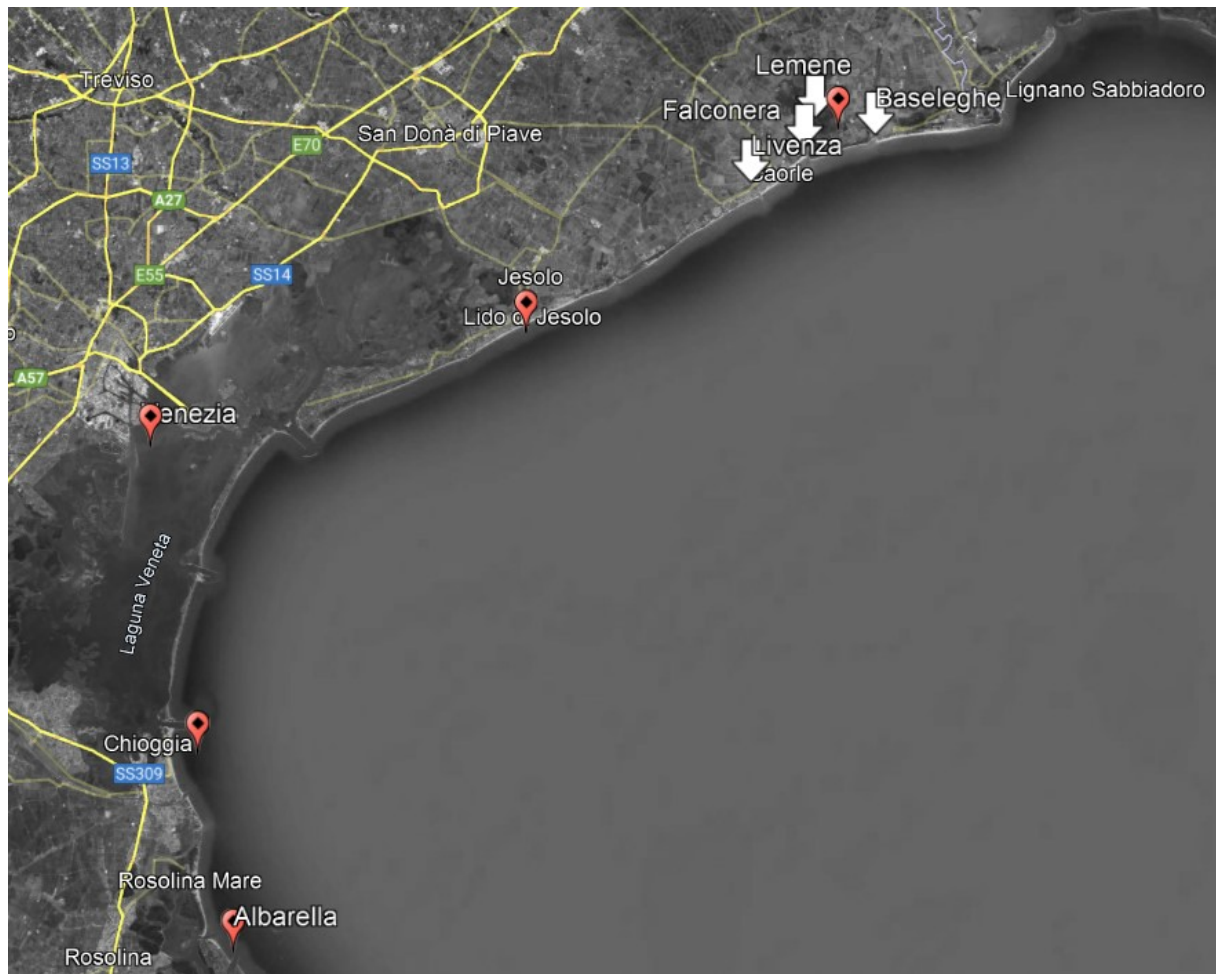 Treviso
Lemene
Lignano Sabbiadoro
Baseleghe
Falconera
San Donà di Piave
E70
Livenza
Caorle
SS13
A27
E55
SS14
Jesolo
Lido di Jesolo
A57
Venezia
Laguna Veneta
Chioggia
SS309
Rosolina Mare
Albarella
Rosolina